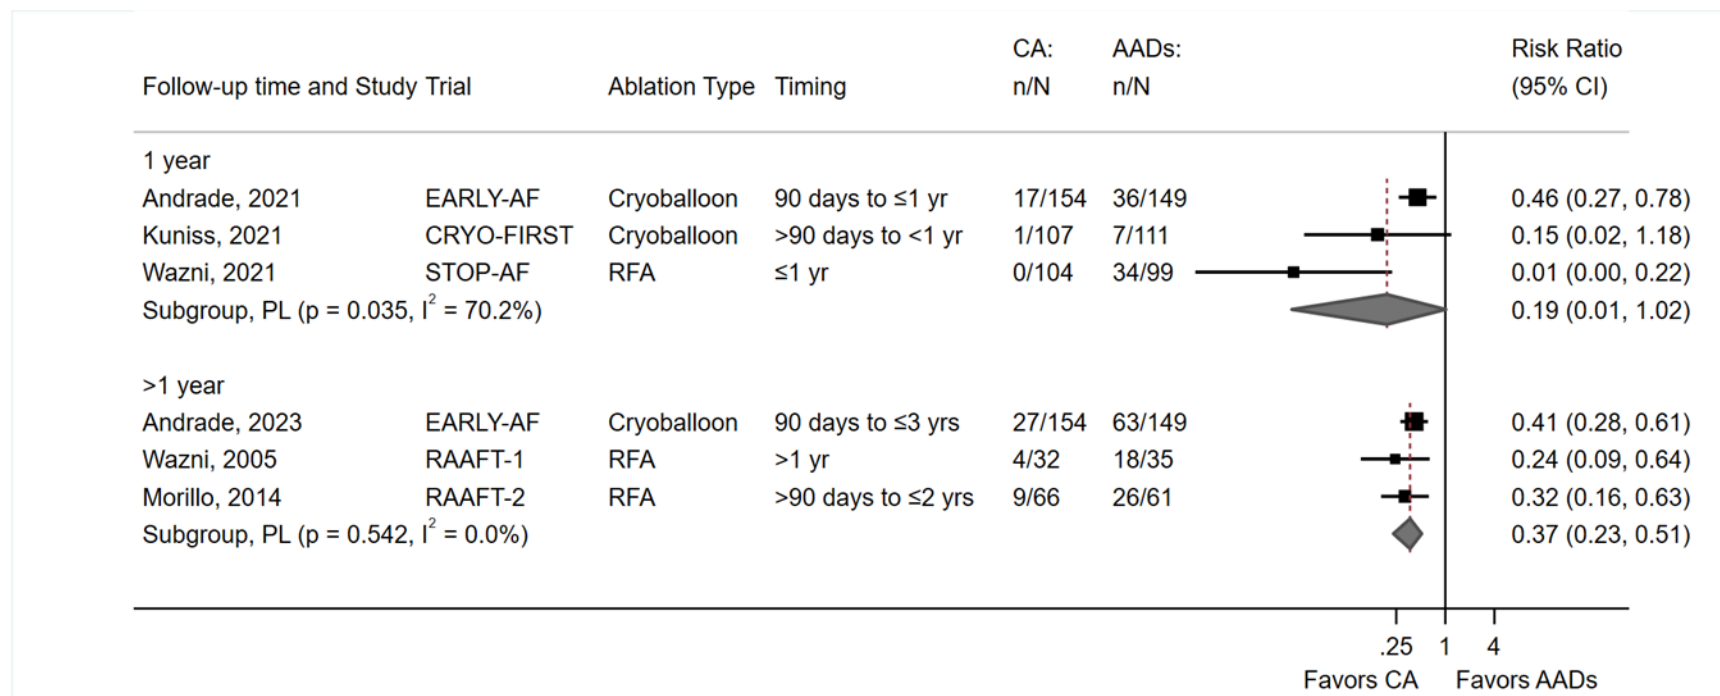 CA: AADs: Risk Ratio
Follow-up time and Study Trial Ablation Type Timing n/N n/N (95% CI)
1 year
Andrade, 2021 EARLY-AF Cryoballoon 90 days to ≤1 yr 17/154 36/149 0.46 (0.27, 0.78)
Kuniss, 2021 CRYO-FIRST Cryoballoon >90 days to <1 yr 1/107 7/111 0.15 (0.02, 1.18)
Wazni, 2021 STOP-AF RFA ≤1 yr 0/104 34/99 0.01 (0.00, 0.22)
Subgroup, PL (p = 0.035, I² = 70.2%) 0.19 (0.01, 1.02)
>1 year
Andrade, 2023 EARLY-AF Cryoballoon 90 days to ≤3 yrs 27/154 63/149 0.41 (0.28, 0.61)
Wazni, 2005 RAAFT-1 RFA >1 yr 4/32 18/35 0.24 (0.09, 0.64)
Morillo, 2014 RAAFT-2 RFA >90 days to ≤2 yrs 9/66 26/61 0.32 (0.16, 0.63)
Subgroup, PL (p = 0.542, I² = 0.0%) 0.37 (0.23, 0.51)
.25 1 4
Favors CA Favors AADs